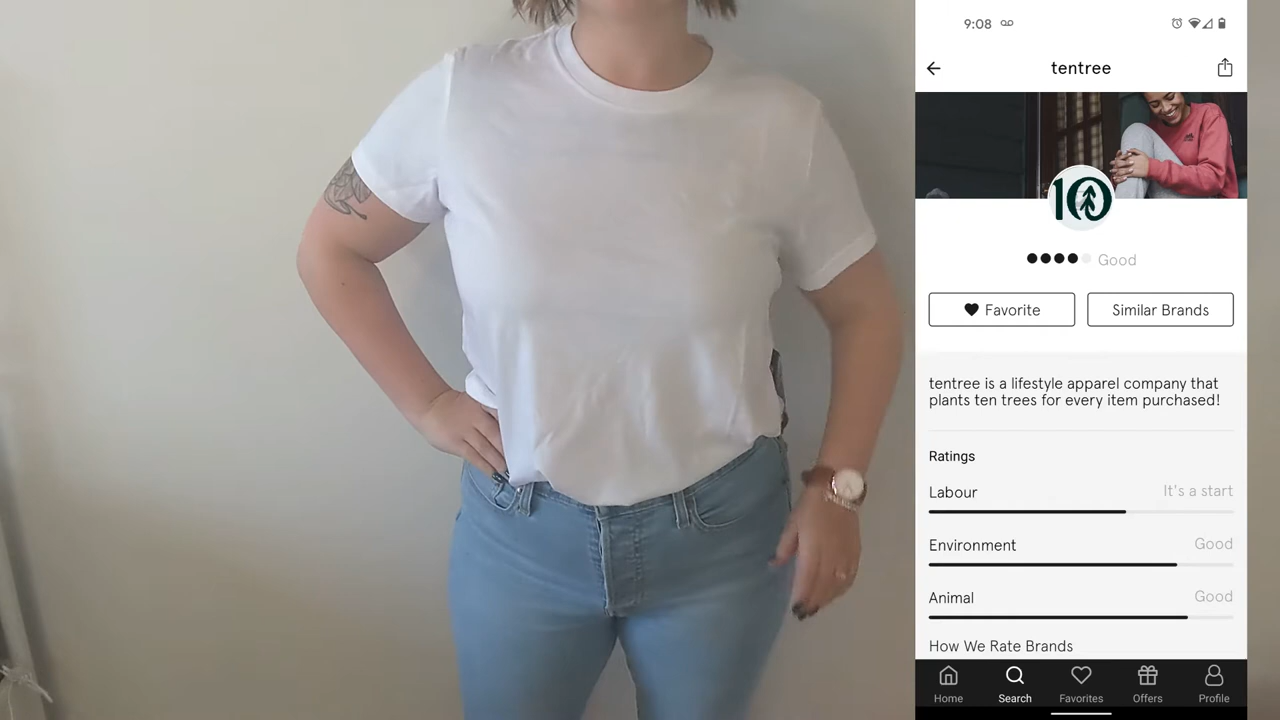 9:08
tentree
10
Good
Favorite
Similar Brands
tentree is a lifestyle apparel company that
plants ten trees for every item purchased!
Ratings
Labour
It's a start
Environment
Good
Animal
Good
How We Rate Brands
Home
Search
Favorites
Offers
Profile